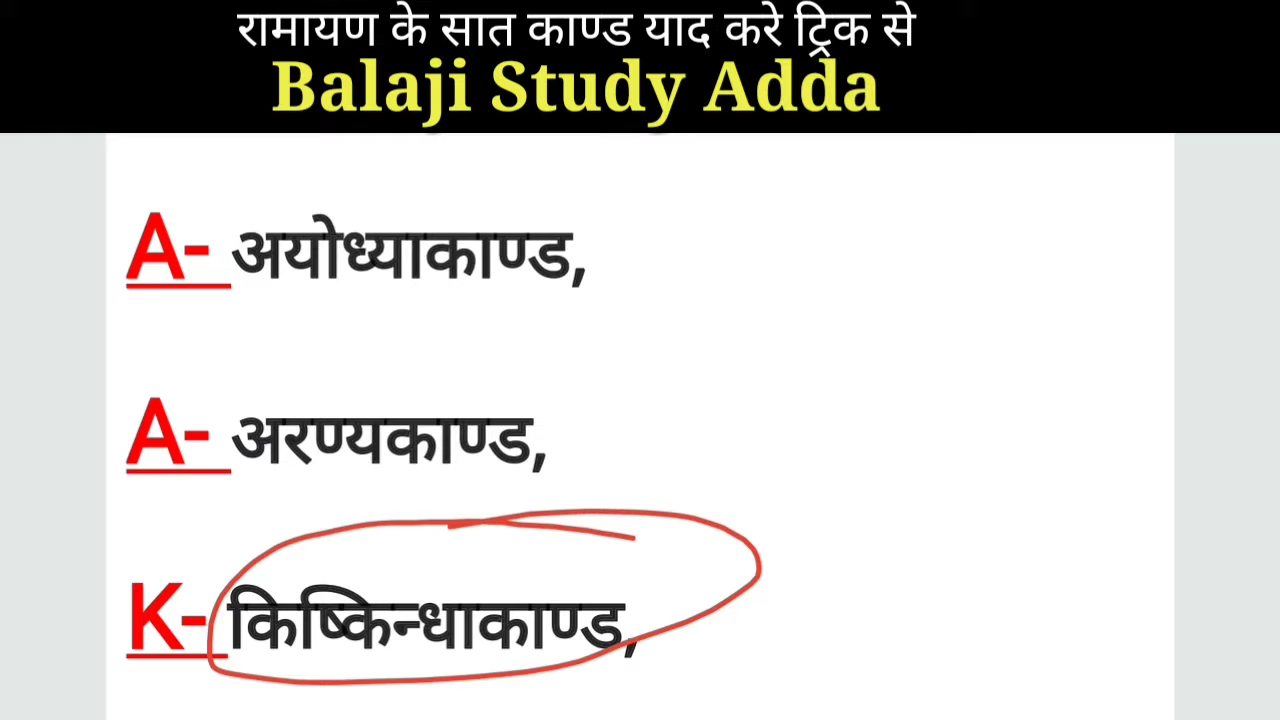 रामायण के सात काण्ड याद करे ट्रिक से
Balaji Study Adda
A- अयोध्याकाण्ड,
A- अरण्यकाण्ड,
K- किष्किन्धाकाण्ड,